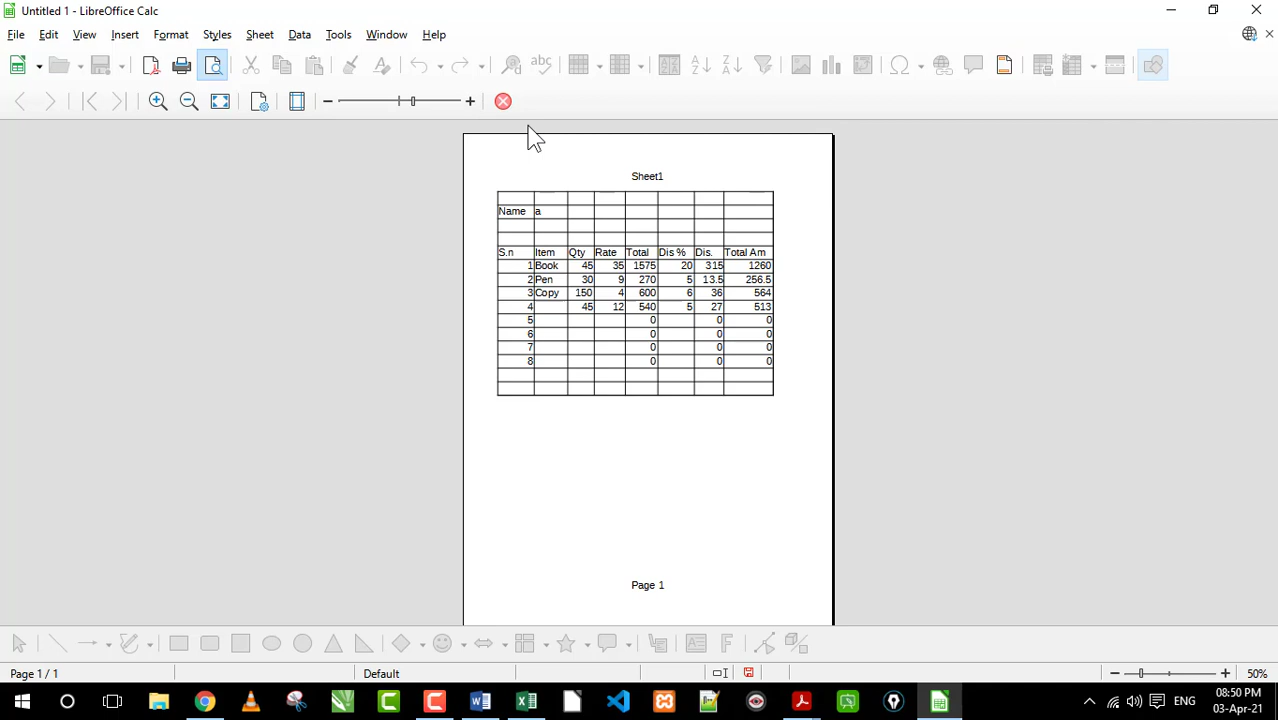 Untitled 1 - LibreOffice Calc
File Edit View Insert Format Styles Sheet Data Tools Window Help
Sheet1
Name a
S.n Item Qty Rate Total Dis % Dis. Total Am
1 Book 45 35 1575 20 315 1260
2 Pen 30 9 270 5 13.5 256.5
3 Copy 150 4 600 6 36 564
4 45 12 540 5 27 513
5 0 0 0
6 0 0 0
7 0 0 0
8 0 0 0
Page 1
Page 1 / 1 Default 50%
ENG 08:50 PM
03-Apr-21